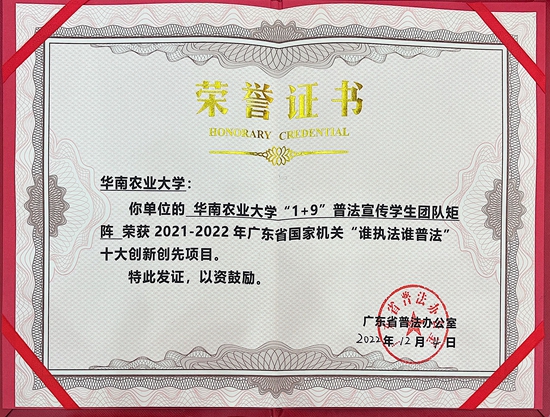 荣誉证书
HONORARY CREDENTIAL
华南农业大学：
你单位的 华南农业大学“1+9”普法宣传学生团队矩
阵 荣获 2021-2022 年广东省国家机关“谁执法谁普法”
十大创新创先项目。
特此发证，以资鼓励。
广东省普法办公室
2022年12月 日